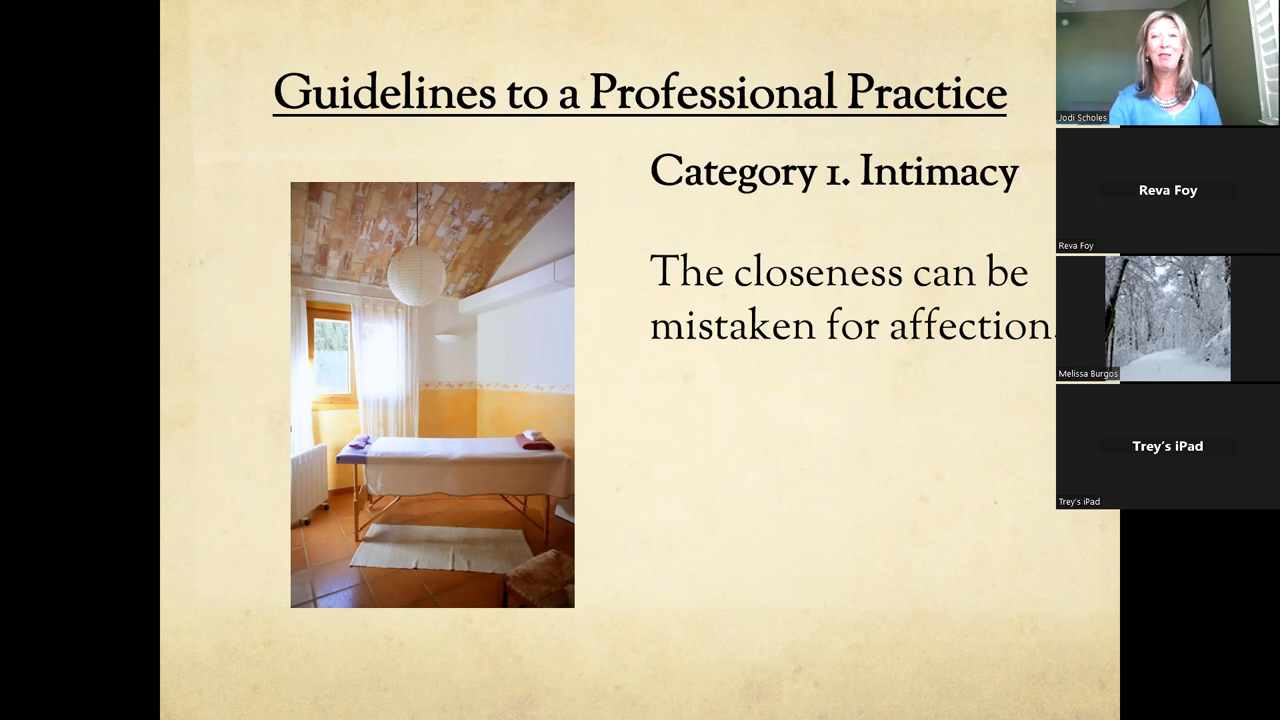 Guidelines to a Professional Practice
Category 1. Intimacy
The closeness can be
mistaken for affection.
Jodi Scholes
Reva Foy
Reva Foy
Melissa Burgos
Trey's iPad
Trey's iPad